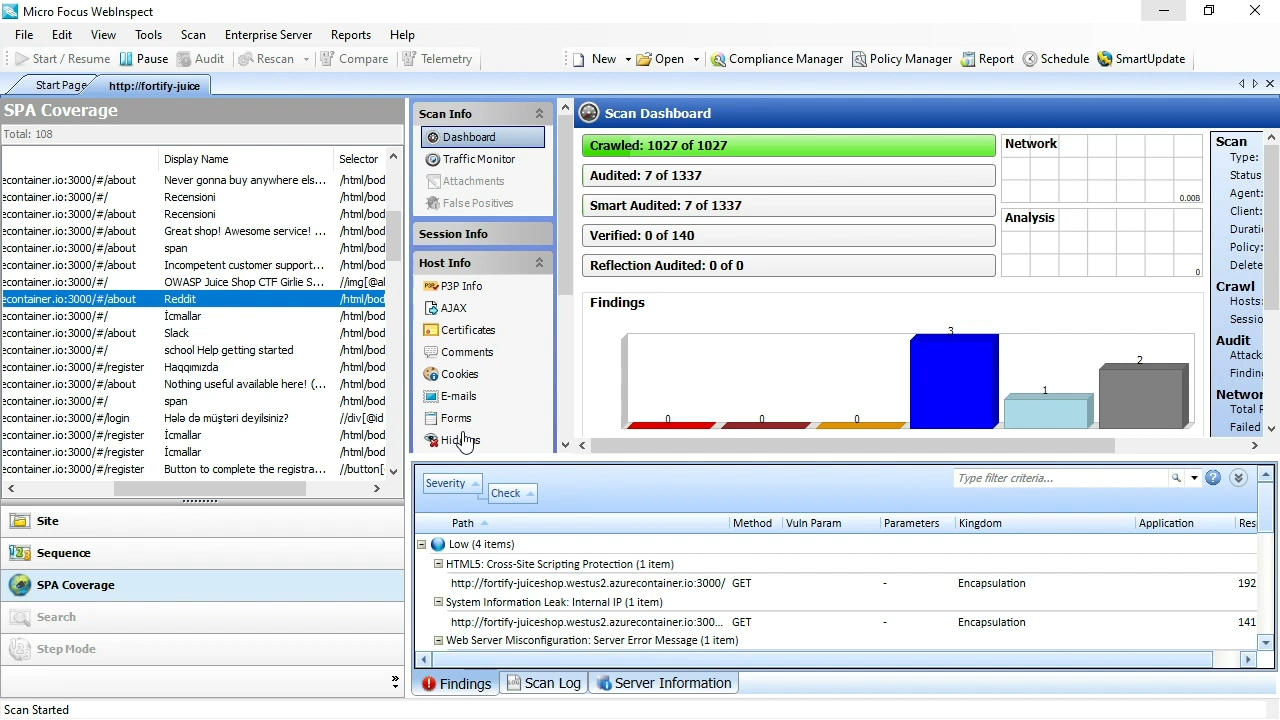 Micro Focus WebInspect
File Edit View Tools Scan Enterprise Server Reports Help
Start / Resume Pause Audit Rescan Compare Telemetry New Open Compliance Manager Policy Manager Report Schedule SmartUpdate
Start Page http://fortify-juice
SPA Coverage
Total: 108
Display Name Selector
econtainer.io:3000/#/about Never gonna buy anywhere els... /html/bod
econtainer.io:3000/#/ Recensioni /html/bod
econtainer.io:3000/#/about Recensioni /html/bod
econtainer.io:3000/#/about Great shop! Awesome service! ... /html/bod
econtainer.io:3000/#/about span /html/bod
econtainer.io:3000/#/about Incompetent customer support... /html/bod
econtainer.io:3000/#/ OWASP Juice Shop CTF Girlie S... //img[@al
econtainer.io:3000/#/about Reddit /html/bod
econtainer.io:3000/#/ İcmallar /html/bod
econtainer.io:3000/#/about Slack /html/bod
econtainer.io:3000/#/ school Help getting started /html/bod
econtainer.io:3000/#/register Haqqımızda /html/bod
econtainer.io:3000/#/about Nothing useful available here! (... /html/bod
econtainer.io:3000/#/ span /html/bod
econtainer.io:3000/#/login Hələ də müştəri deyilsiniz? //div[@id
econtainer.io:3000/#/register İcmallar /html/bod
econtainer.io:3000/#/register İcmallar /html/bod
econtainer.io:3000/#/register Button to complete the registra... //button[
Site
Sequence
SPA Coverage
Search
Step Mode
Scan Info
Dashboard
Traffic Monitor
Attachments
False Positives
Session Info
Host Info
P3P Info
AJAX
Certificates
Comments
Cookies
E-mails
Forms
Scan Dashboard
Crawled: 1027 of 1027
Audited: 7 of 1337
Smart Audited: 7 of 1337
Verified: 0 of 140
Reflection Audited: 0 of 0
Network
0.00B
Analysis
0
Findings
0 0 0 3 1 2
Scan
Type:
Status
Agent:
Client:
Durati
Policy:
Delete
Crawl
Hosts:
Sessio
Audit
Attack
Findin
Networ
Total R
Failed
Severity
Check
Type filter criteria...
Path Method Vuln Param Parameters Kingdom Application Res
Low (4 items)
HTML5: Cross-Site Scripting Protection (1 item)
http://fortify-juiceshop.westus2.azurecontainer.io:3000/ GET - Encapsulation 192
System Information Leak: Internal IP (1 item)
http://fortify-juiceshop.westus2.azurecontainer.io:300... GET - Encapsulation 141
Web Server Misconfiguration: Server Error Message (1 item)
Findings Scan Log Server Information
Scan Started